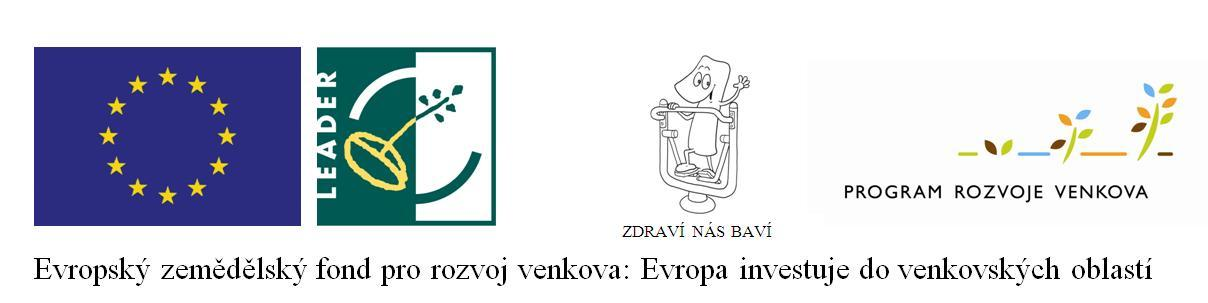 LEADER
PROGRAM ROZVOJE VENKOVA
ZDRAVÍ NÁS BAVÍ
Evropský zemědělský fond pro rozvoj venkova: Evropa investuje do venkovských oblastí